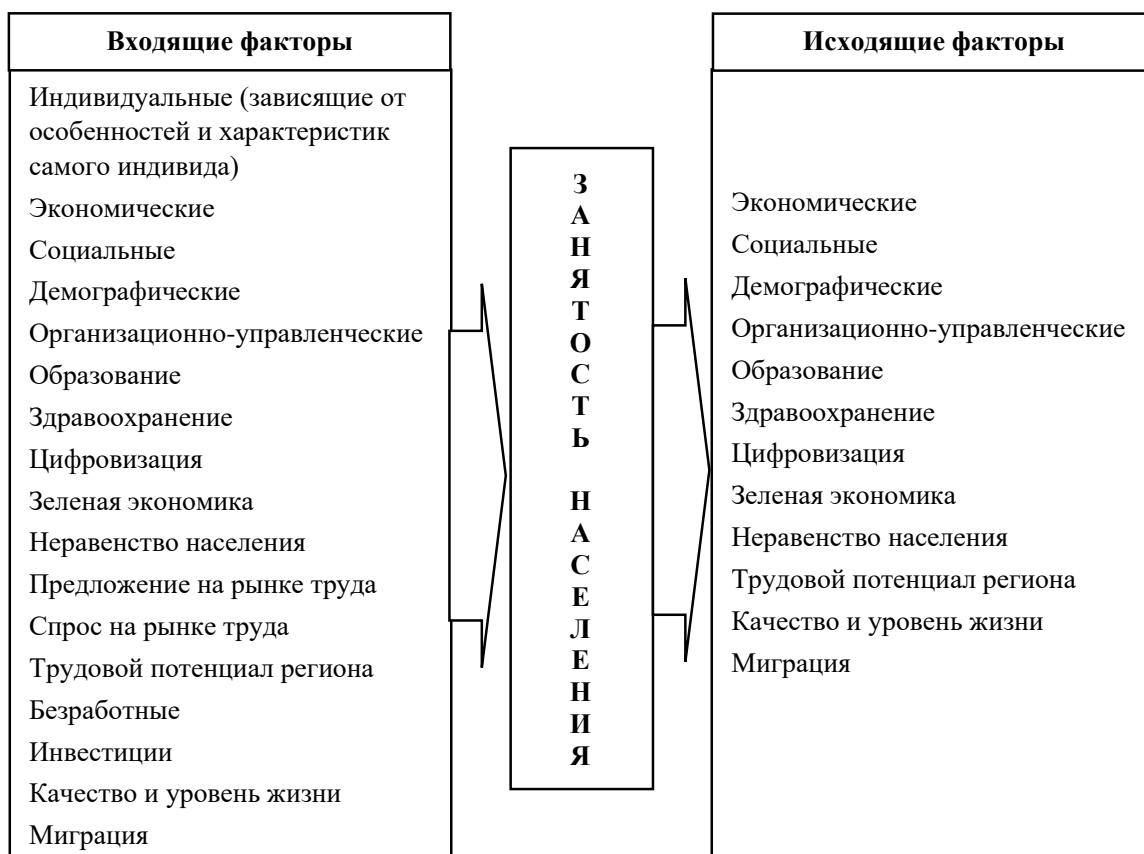 Входящие факторы
Индивидуальные (зависящие от
особенностей и характеристик
самого индивида)
Экономические
Социальные
Демографические
Организационно-управленческие
Образование
Здравоохранение
Цифровизация
Зеленая экономика
Неравенство населения
Предложение на рынке труда
Спрос на рынке труда
Трудовой потенциал региона
Безработные
Инвестиции
Качество и уровень жизни
Миграция
ЗАНЯТОСТЬ НАСЕЛЕНИЯ
Исходящие факторы
Экономические
Социальные
Демографические
Организационно-управленческие
Образование
Здравоохранение
Цифровизация
Зеленая экономика
Неравенство населения
Трудовой потенциал региона
Качество и уровень жизни
Миграция